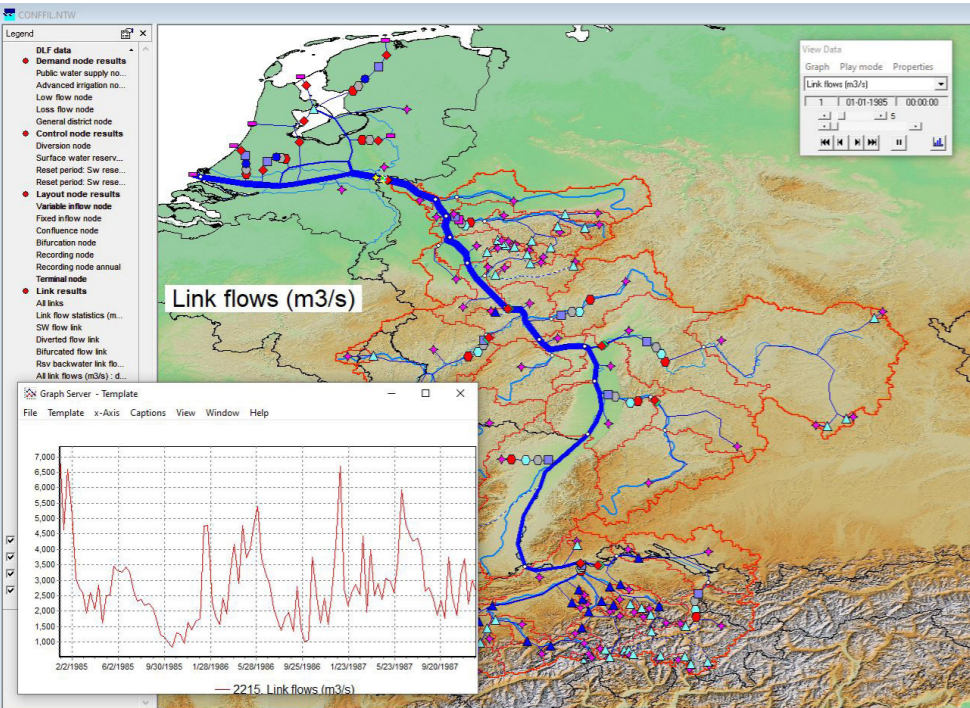 CONFFIL.NTW
Legend
DLF data
Demand node results
Public water supply no...
Advanced irrigation no...
Low flow node
Loss flow node
General district node
Control node results
Diversion node
Surface water reserv...
Reset period: Sw rese...
Reset period: Sw rese...
Layout node results
Variable inflow node
Fixed inflow node
Confluence node
Bifurcation node
Recording node
Recording node annual
Terminal node
Link results
All links
Link flow statistics (m...
SW flow link
Diverted flow link
Bifurcated flow link
Rsv backwater link flo...
All link flows (m3/s) : d...
View Data
Graph Play mode Properties
Link flows (m3/s)
1 01-01-1985 00:00:00
5
Link flows (m3/s)
Graph Server - Template
File Template x-Axis Captions View Window Help
7,000
6,500
6,000
5,500
5,000
4,500
4,000
3,500
3,000
2,500
2,000
1,500
1,000
2/2/1985 6/2/1985 9/30/1985 1/28/1986 5/28/1986 9/25/1986 1/23/1987 5/23/1987 9/20/1987
2215. Link flows (m3/s)